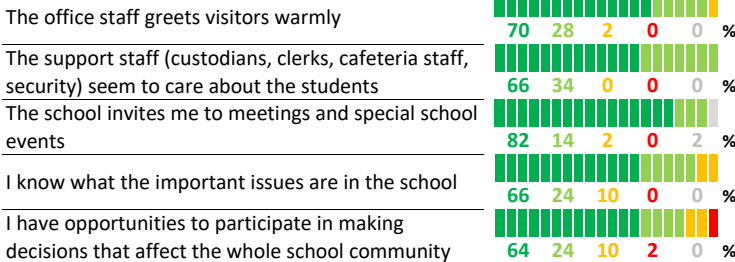 The office staff greets visitors warmly
70 28 2 0 0 %
The support staff (custodians, clerks, cafeteria staff,
security) seem to care about the students
66 34 0 0 0 %
The school invites me to meetings and special school
events
82 14 2 0 2 %
I know what the important issues are in the school
66 24 10 0 0 %
I have opportunities to participate in making
decisions that affect the whole school community
64 24 10 2 0 %